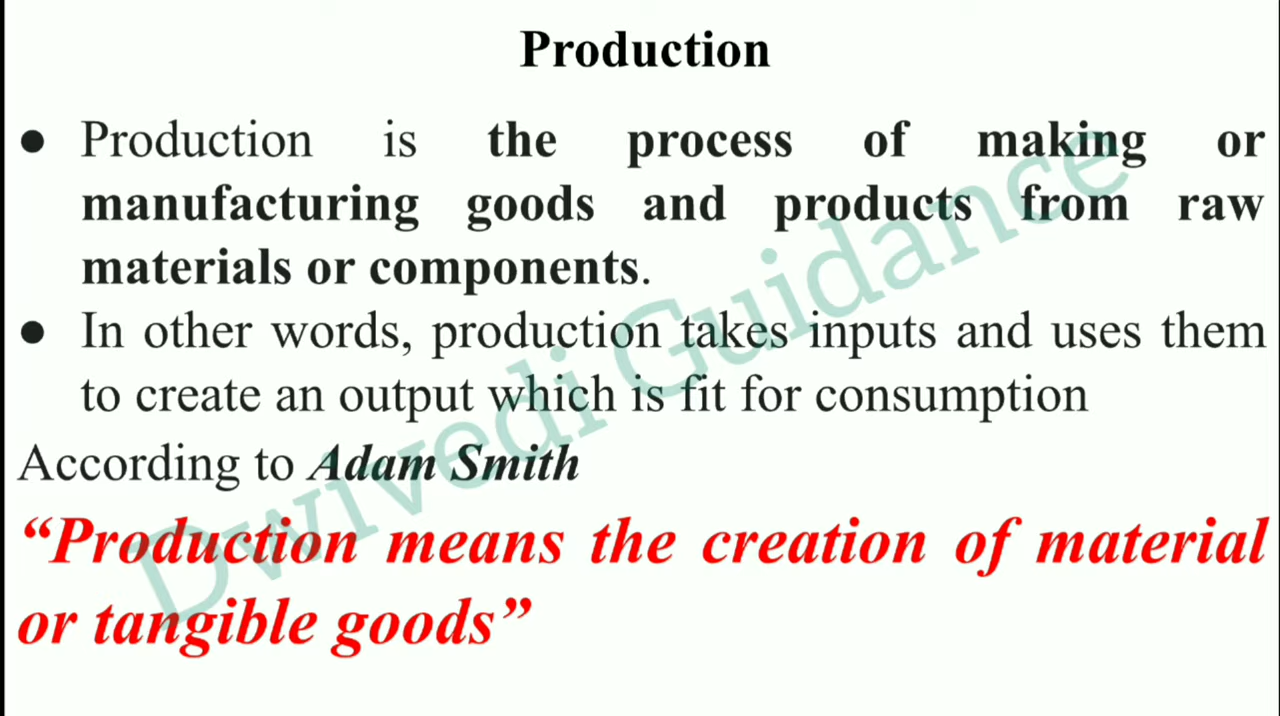 Production
● Production is the process of making or
manufacturing goods and products from raw
materials or components.
● In other words, production takes inputs and uses them
to create an output which is fit for consumption
According to Adam Smith
“Production means the creation of material
or tangible goods”
Dwivedi Guidance